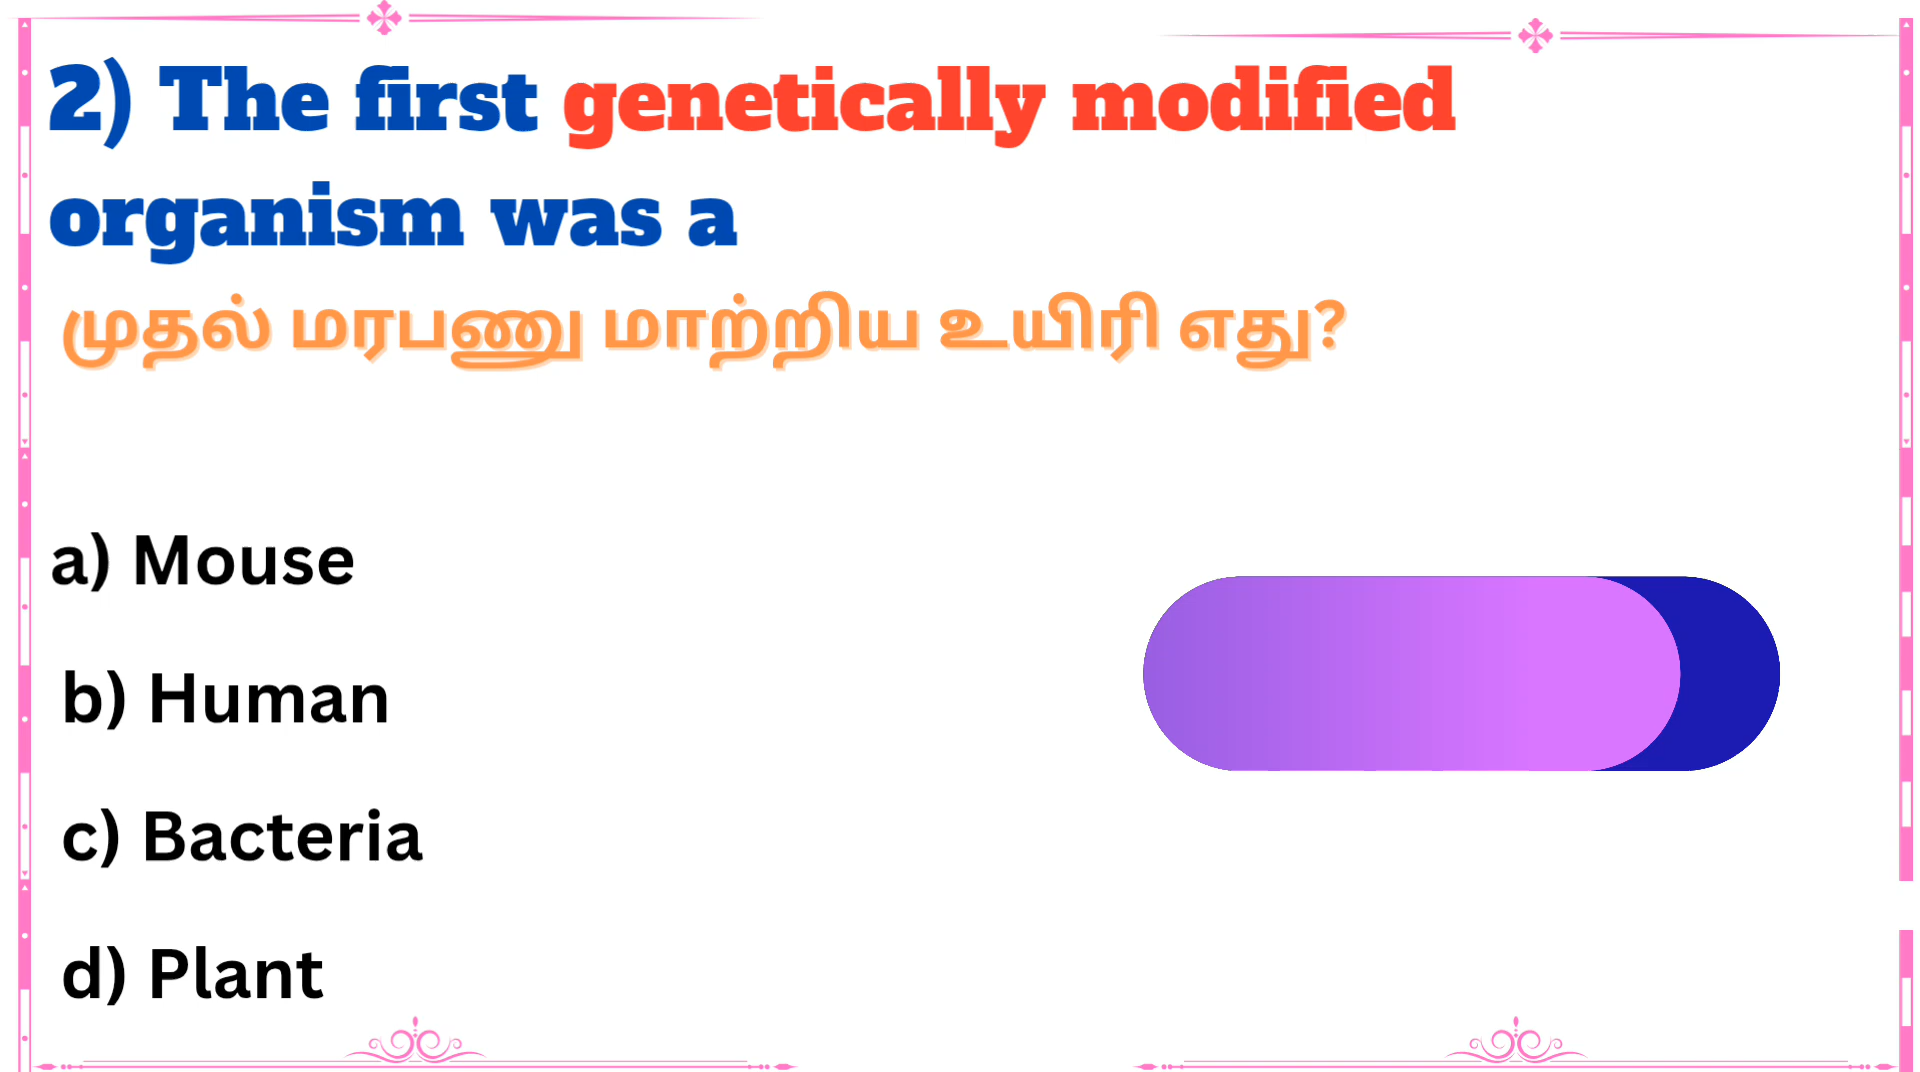 2) The first genetically modified
organism was a
முதல் மரபணு மாற்றிய உயிரி எது?
a) Mouse
b) Human
c) Bacteria
d) Plant